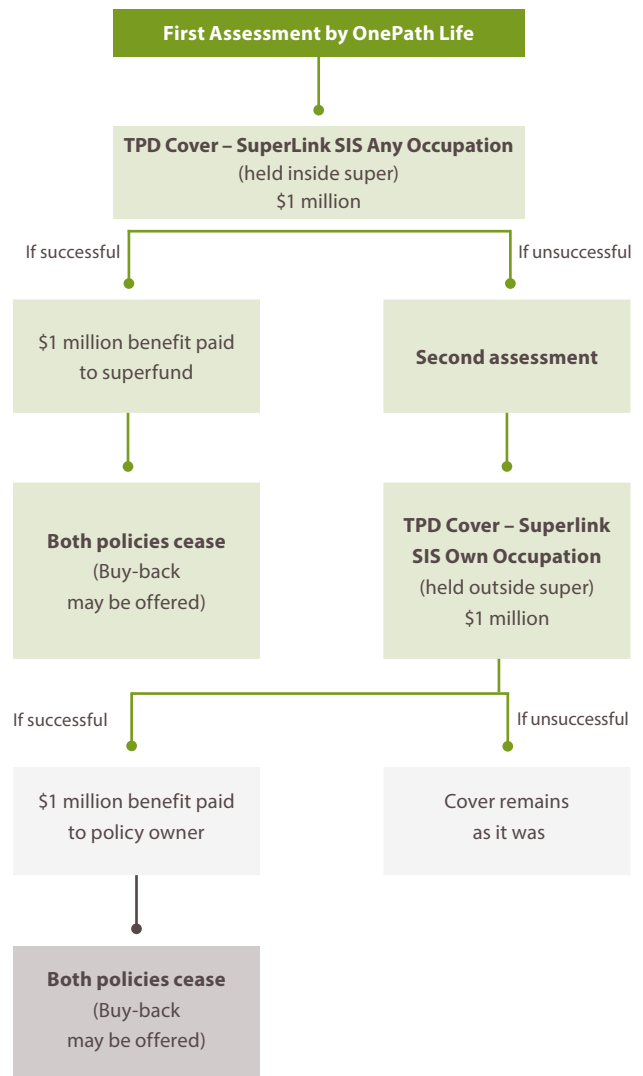 First Assessment by OnePath Life
TPD Cover – SuperLink SIS Any Occupation
(held inside super)
$1 million
If successful
If unsuccessful
$1 million benefit paid
to superfund
Second assessment
Both policies cease
(Buy-back
may be offered)
TPD Cover – Superlink
SIS Own Occupation
(held outside super)
$1 million
If successful
If unsuccessful
$1 million benefit paid
to policy owner
Cover remains
as it was
Both policies cease
(Buy-back
may be offered)